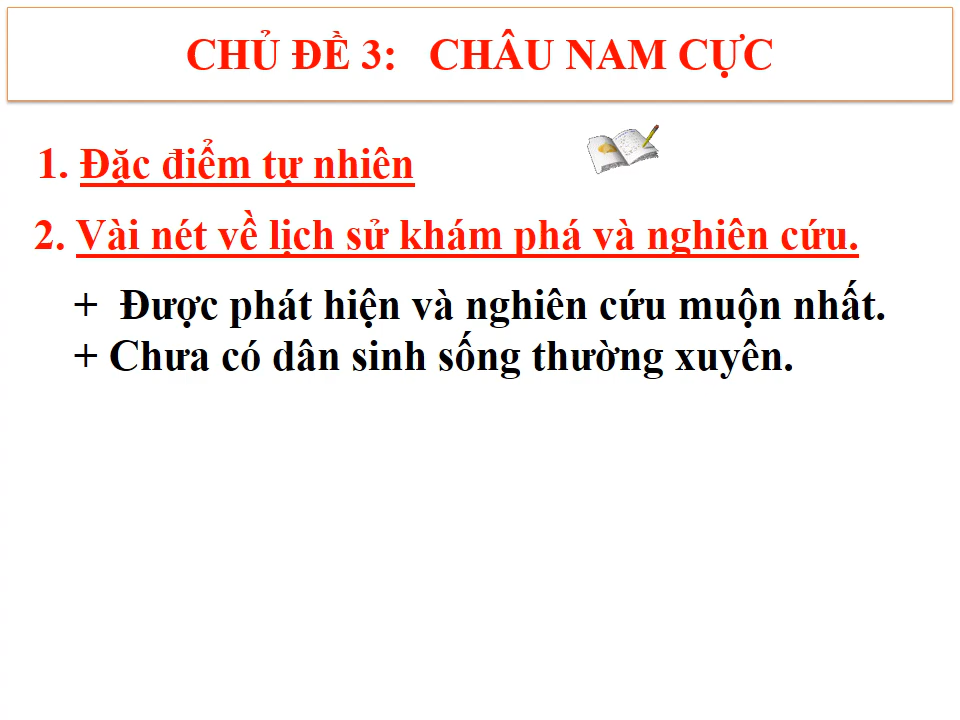 CHỦ ĐỀ 3: CHÂU NAM CỰC
1. Đặc điểm tự nhiên
2. Vài nét về lịch sử khám phá và nghiên cứu.
+ Được phát hiện và nghiên cứu muộn nhất.
+ Chưa có dân sinh sống thường xuyên.